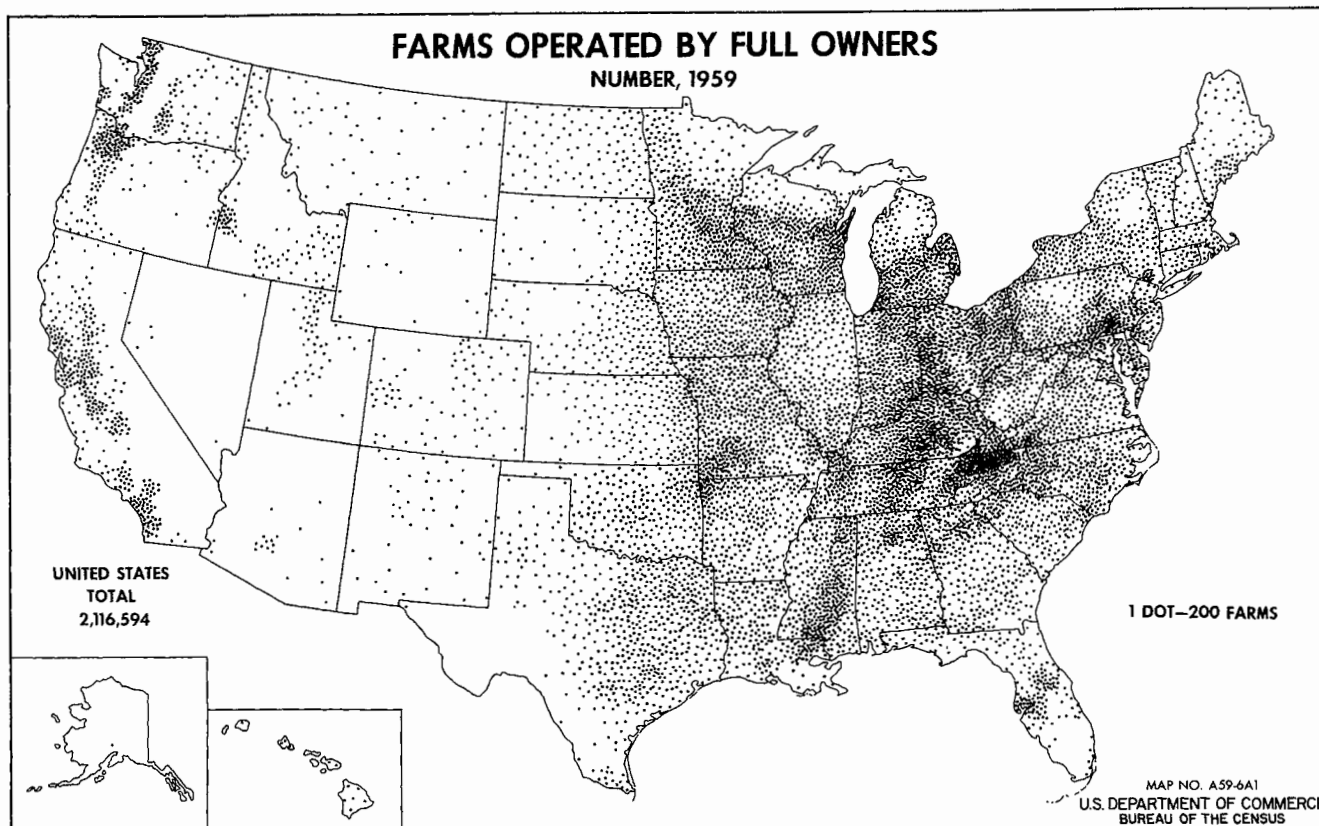 FARMS OPERATED BY FULL OWNERS
NUMBER, 1959
UNITED STATES
TOTAL
2,116,594
1 DOT—200 FARMS
MAP NO. A59-6A1
U.S. DEPARTMENT OF COMMERCE
BUREAU OF THE CENSUS